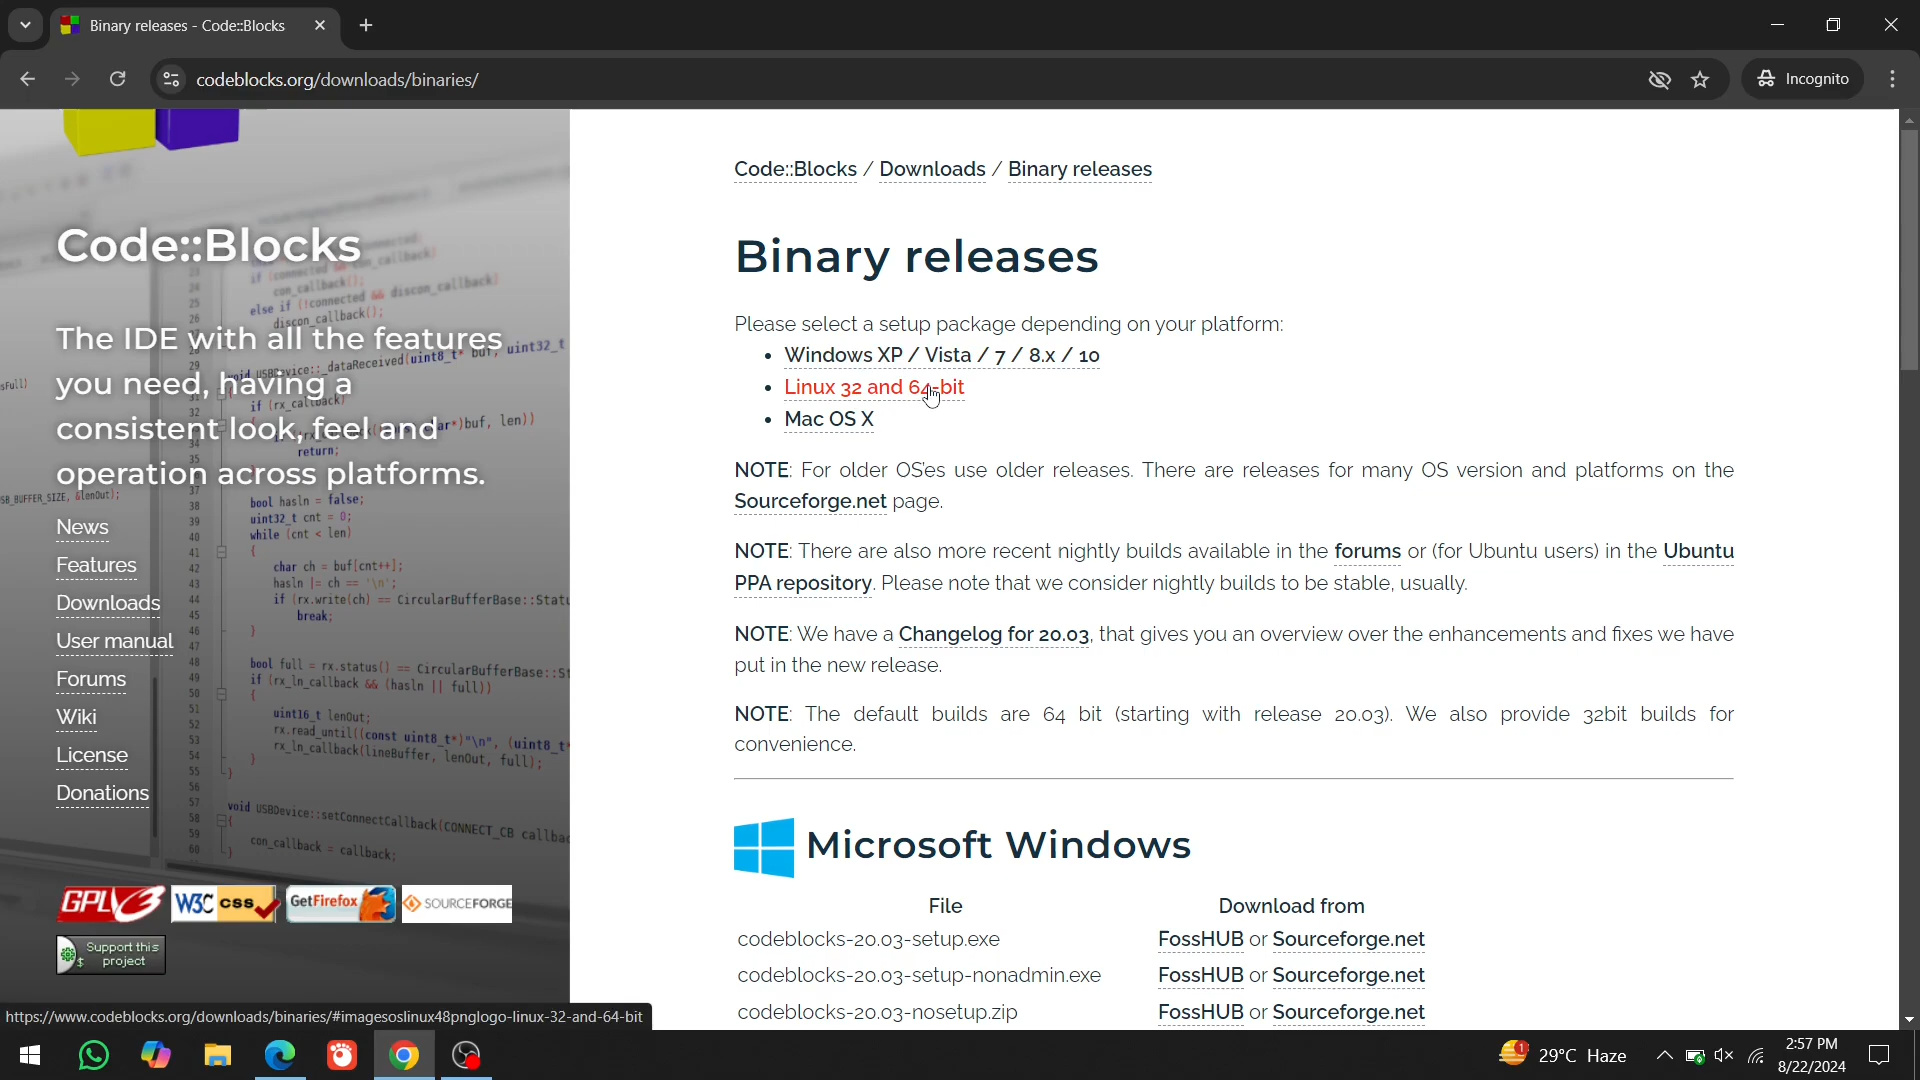 Binary releases - Code::Blocks
codeblocks.org/downloads/binaries/
Incognito
Code::Blocks
The IDE with all the features
you need, having a
consistent look, feel and
operation across platforms.
News
Features
Downloads
User manual
Forums
Wiki
License
Donations
GPLV3
W3C css
GetFirefox
SOURCEFORGE
Support this
project
Code::Blocks / Downloads / Binary releases
Binary releases
Please select a setup package depending on your platform:
• Windows XP / Vista / 7 / 8.x / 10
• Linux 32 and 64-bit
• Mac OS X
NOTE: For older OS'es use older releases. There are releases for many OS version and platforms on the
Sourceforge.net page.
NOTE: There are also more recent nightly builds available in the forums or (for Ubuntu users) in the Ubuntu
PPA repository. Please note that we consider nightly builds to be stable, usually.
NOTE: We have a Changelog for 20.03, that gives you an overview over the enhancements and fixes we have
put in the new release.
NOTE: The default builds are 64 bit (starting with release 20.03). We also provide 32bit builds for
convenience.
Microsoft Windows
File Download from
codeblocks-20.03-setup.exe FossHUB or Sourceforge.net
codeblocks-20.03-setup-nonadmin.exe FossHUB or Sourceforge.net
codeblocks-20.03-nosetup.zip FossHUB or Sourceforge.net
https://www.codeblocks.org/downloads/binaries/#imagesoslinux48pnglogo-linux-32-and-64-bit
1
29°C Haze
2:57 PM
8/22/2024